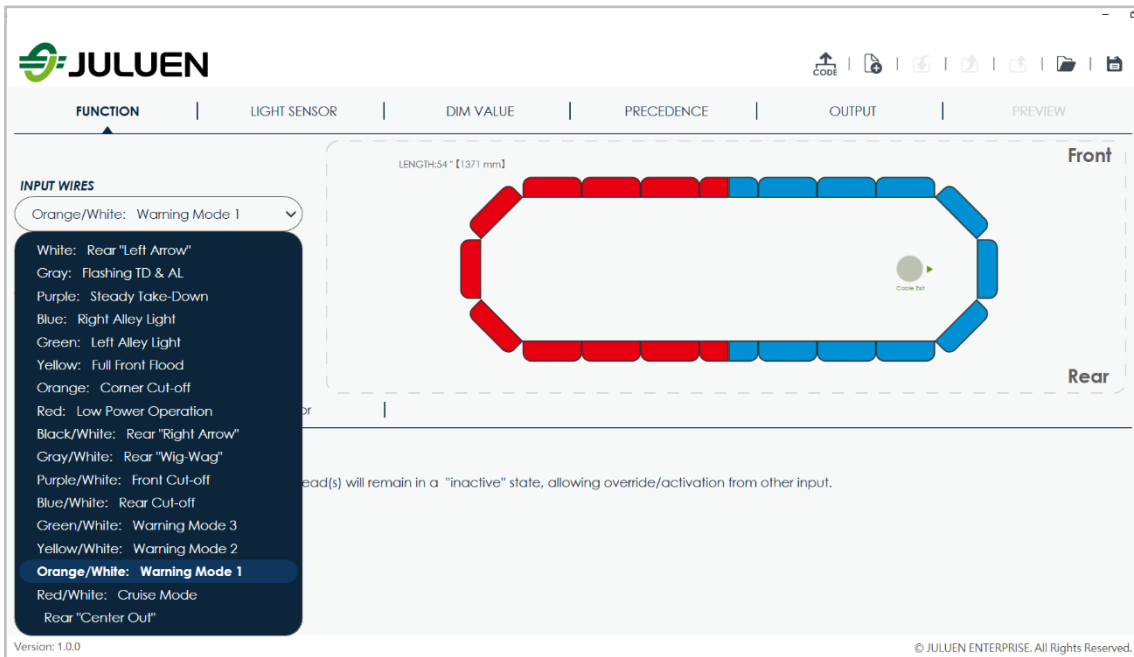 JULUEN
CODE
FUNCTION LIGHT SENSOR DIM VALUE PRECEDENCE OUTPUT PREVIEW
INPUT WIRES
Orange/White: Warning Mode 1
White: Rear "Left Arrow"
Gray: Flashing TD & AL
Purple: Steady Take-Down
Blue: Right Alley Light
Green: Left Alley Light
Yellow: Full Front Flood
Orange: Corner Cut-off
Red: Low Power Operation
Black/White: Rear "Right Arrow"
Gray/White: Rear "Wig-Wag"
Purple/White: Front Cut-off
Blue/White: Rear Cut-off
Green/White: Warning Mode 3
Yellow/White: Warning Mode 2
Orange/White: Warning Mode 1
Red/White: Cruise Mode
Rear "Center Out"
LENGTH:54"【1371 mm】
Front
Cable Exit
Rear
or
ead(s) will remain in a "inactive" state, allowing override/activation from other input.
Version: 1.0.0
© JULUEN ENTERPRISE. All Rights Reserved.